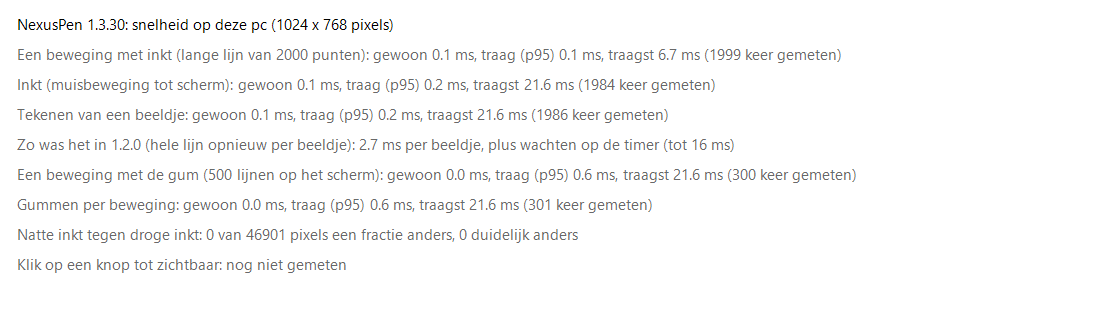 NexusPen 1.3.30: snelheid op deze pc (1024 x 768 pixels)
Een beweging met inkt (lange lijn van 2000 punten): gewoon 0.1 ms, traag (p95) 0.1 ms, traagst 6.7 ms (1999 keer gemeten)
Inkt (muisbeweging tot scherm): gewoon 0.1 ms, traag (p95) 0.2 ms, traagst 21.6 ms (1984 keer gemeten)
Tekenen van een beeldje: gewoon 0.1 ms, traag (p95) 0.2 ms, traagst 21.6 ms (1986 keer gemeten)
Zo was het in 1.2.0 (hele lijn opnieuw per beeldje): 2.7 ms per beeldje, plus wachten op de timer (tot 16 ms)
Een beweging met de gum (500 lijnen op het scherm): gewoon 0.0 ms, traag (p95) 0.6 ms, traagst 21.6 ms (300 keer gemeten)
Gummen per beweging: gewoon 0.0 ms, traag (p95) 0.6 ms, traagst 21.6 ms (301 keer gemeten)
Natte inkt tegen droge inkt: 0 van 46901 pixels een fractie anders, 0 duidelijk anders
Klik op een knop tot zichtbaar: nog niet gemeten